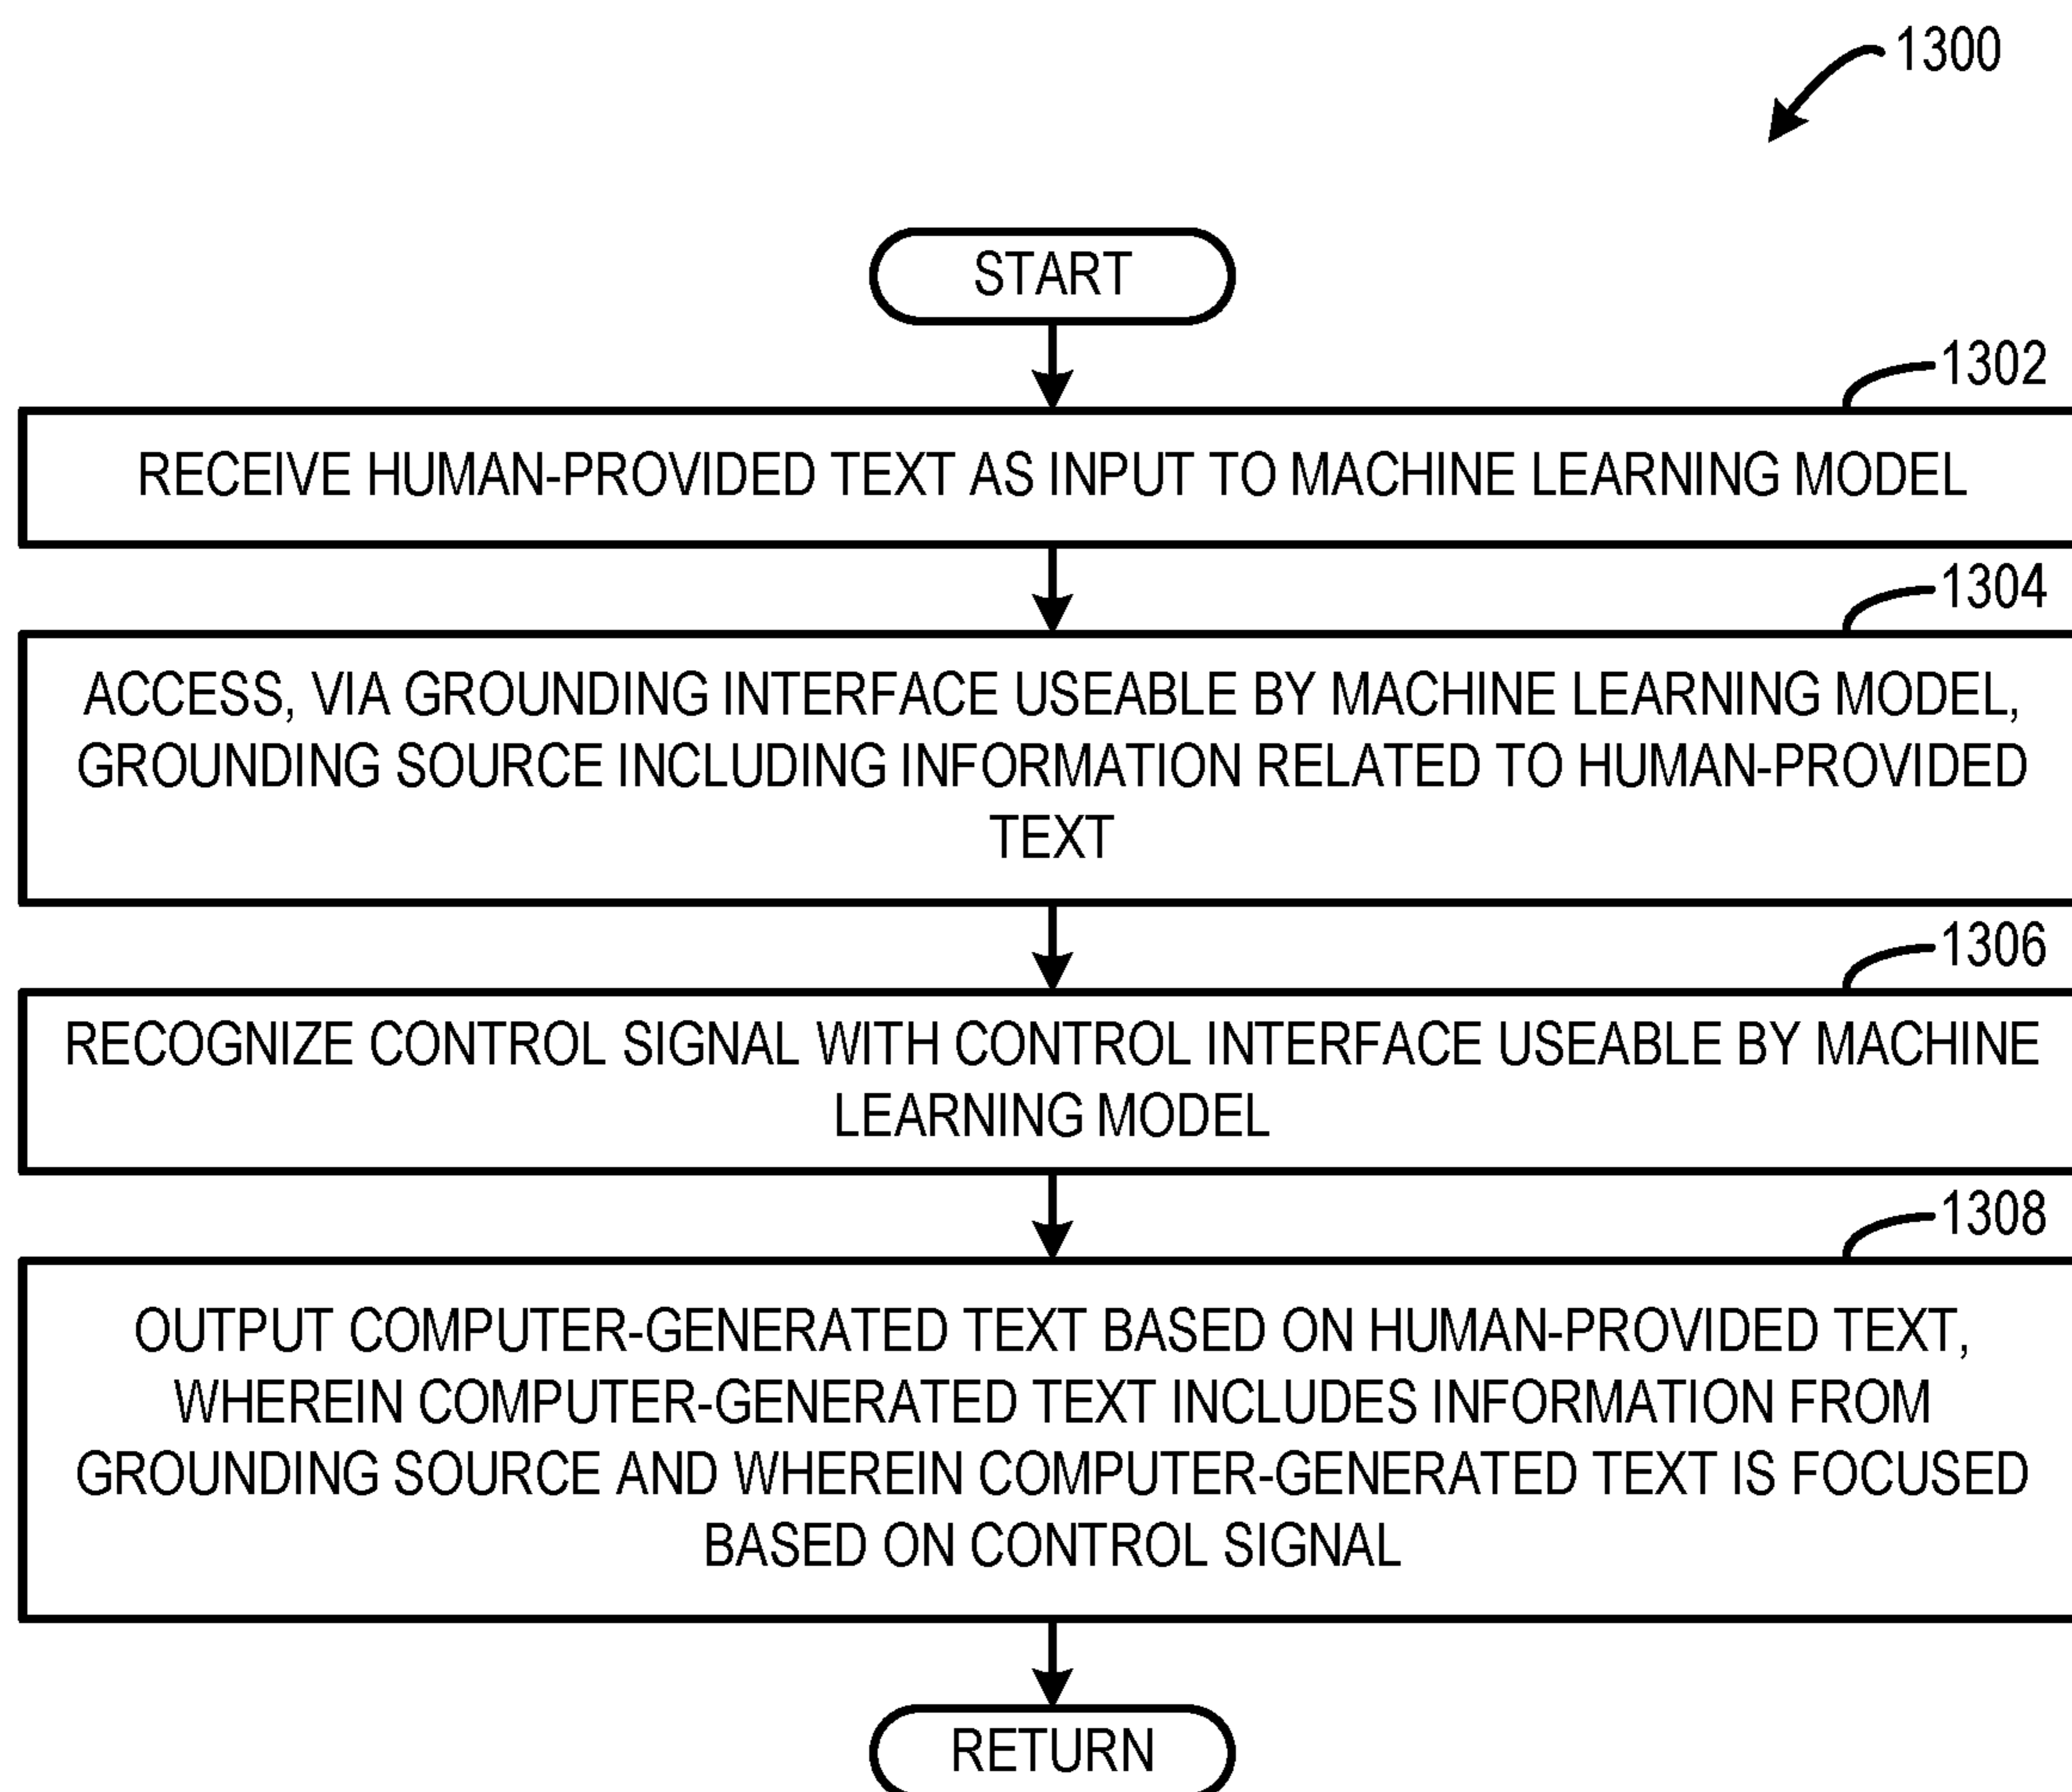 1300
START
1302
RECEIVE HUMAN-PROVIDED TEXT AS INPUT TO MACHINE LEARNING MODEL
1304
ACCESS, VIA GROUNDING INTERFACE USEABLE BY MACHINE LEARNING MODEL,
GROUNDING SOURCE INCLUDING INFORMATION RELATED TO HUMAN-PROVIDED
TEXT
1306
RECOGNIZE CONTROL SIGNAL WITH CONTROL INTERFACE USEABLE BY MACHINE
LEARNING MODEL
1308
OUTPUT COMPUTER-GENERATED TEXT BASED ON HUMAN-PROVIDED TEXT,
WHEREIN COMPUTER-GENERATED TEXT INCLUDES INFORMATION FROM
GROUNDING SOURCE AND WHEREIN COMPUTER-GENERATED TEXT IS FOCUSED
BASED ON CONTROL SIGNAL
RETURN